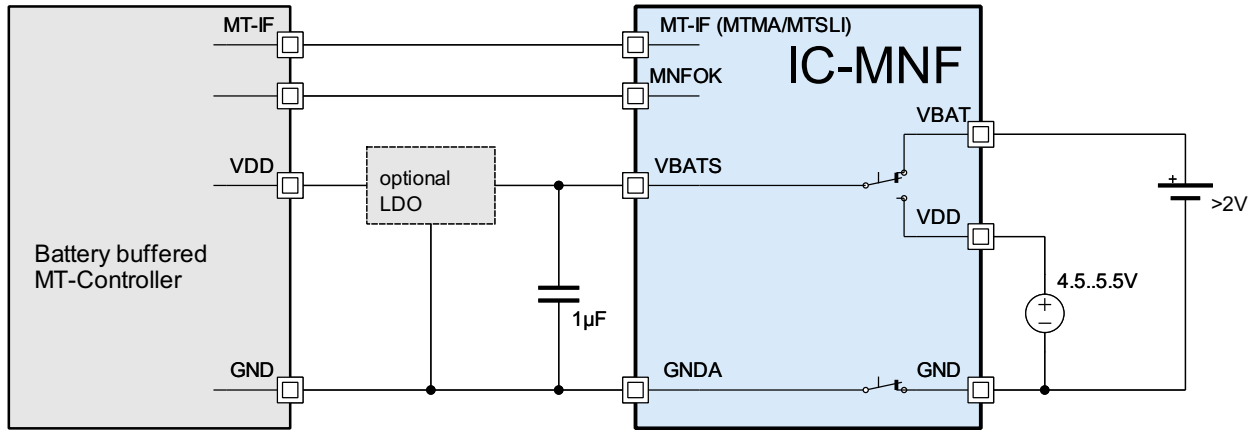 MT-IF
MT-IF (MTMA/MTSLI)
IC-MNF
MNFOK
VBAT
VDD
optional
LDO
VBATS
+
>2V
VDD
Battery buffered
MT-Controller
4.5..5.5V
+
−
1µF
GND
GNDA
GND